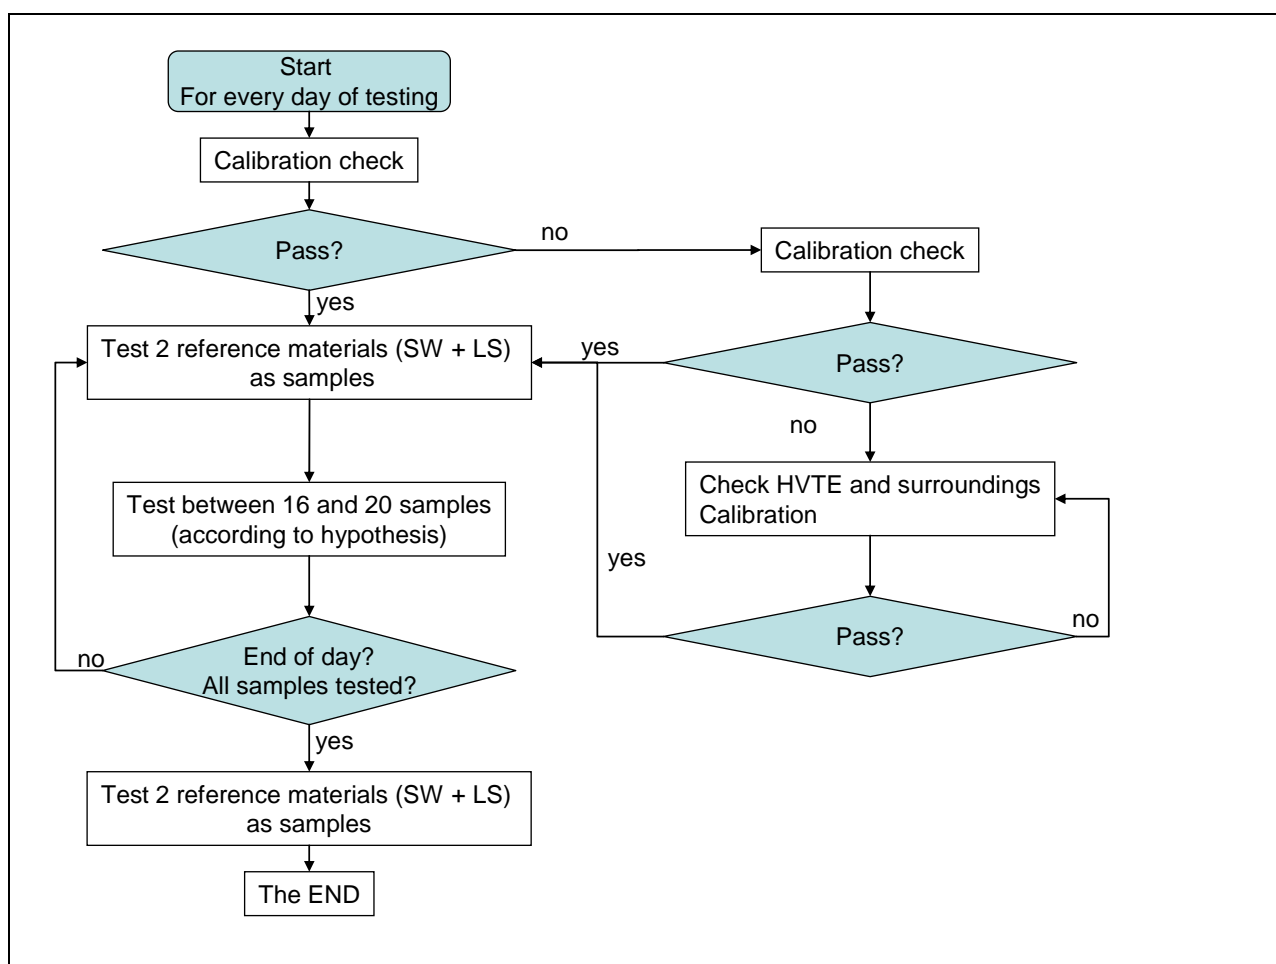 Start
For every day of testing
Calibration check
Pass?
no
Calibration check
yes
Test 2 reference materials (SW + LS)
as samples
yes
Pass?
no
Check HVTE and surroundings
Calibration
Test between 16 and 20 samples
(according to hypothesis)
yes
Pass?
no
End of day?
All samples tested?
no
yes
Test 2 reference materials (SW + LS)
as samples
The END